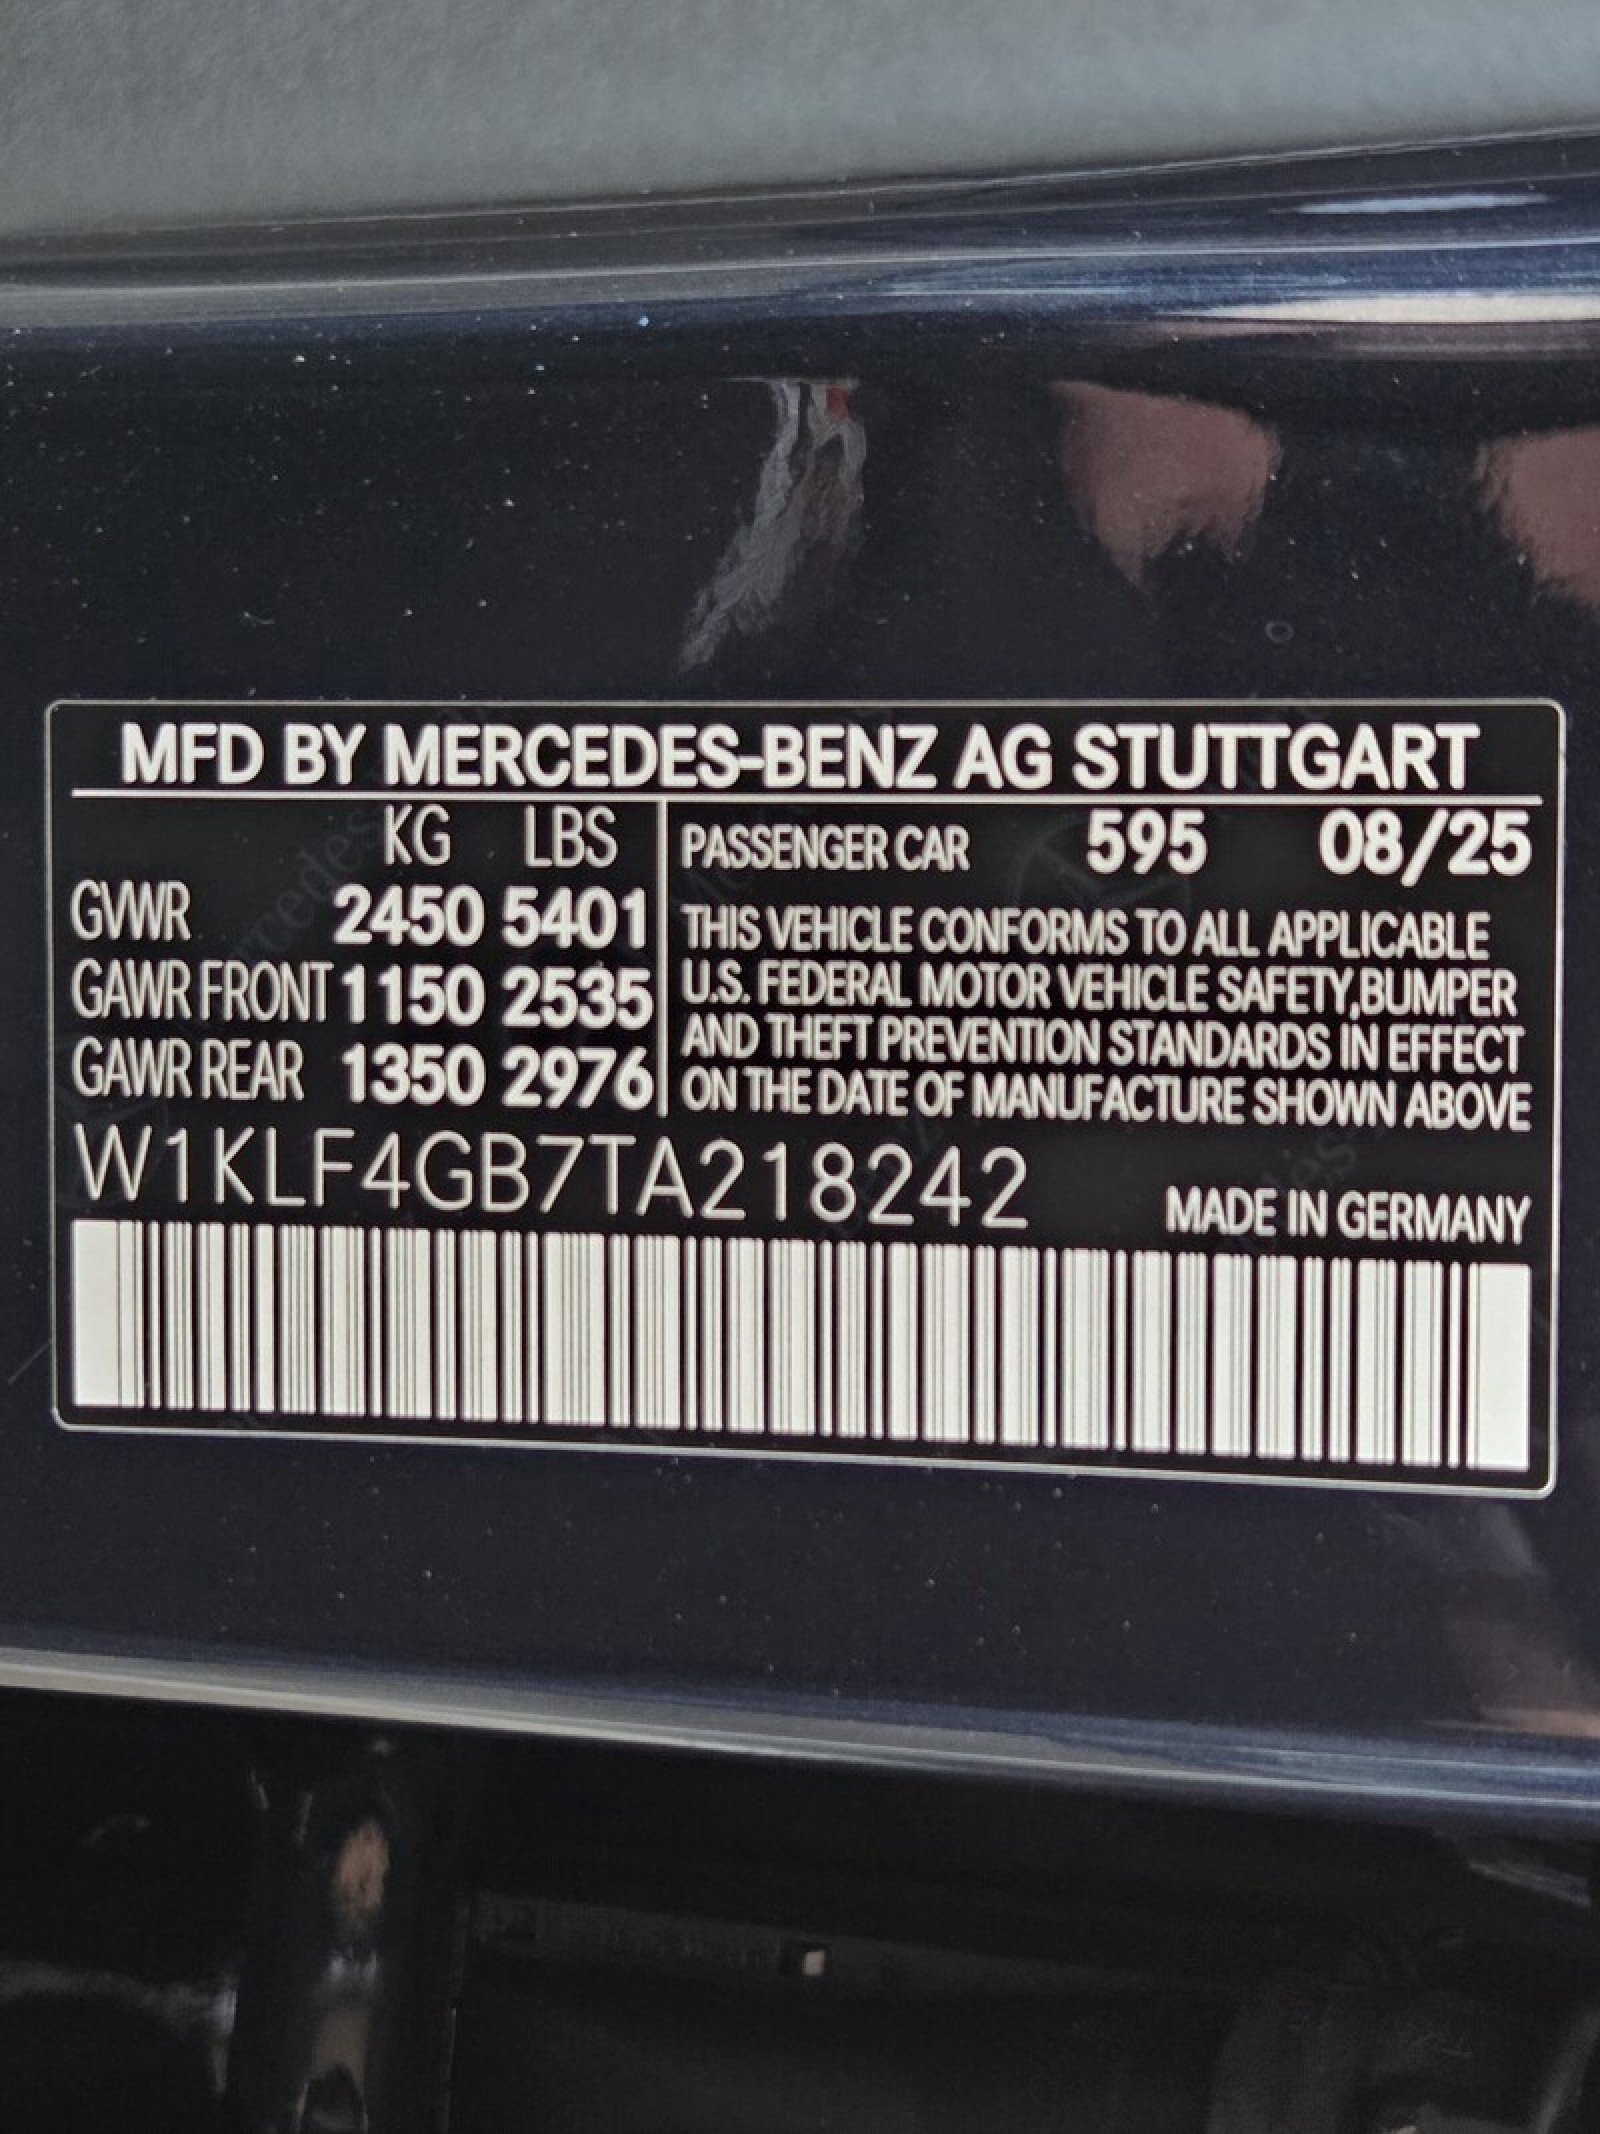 MFD BY MERCEDES-BENZ AG STUTTGART
KG LBS
GVWR 2450 5401
GAWR FRONT 1150 2535
GAWR REAR 1350 2976
PASSENGER CAR 595 08/25
THIS VEHICLE CONFORMS TO ALL APPLICABLE
U.S. FEDERAL MOTOR VEHICLE SAFETY,BUMPER
AND THEFT PREVENTION STANDARDS IN EFFECT
ON THE DATE OF MANUFACTURE SHOWN ABOVE
W1KLF4GB7TA218242
MADE IN GERMANY